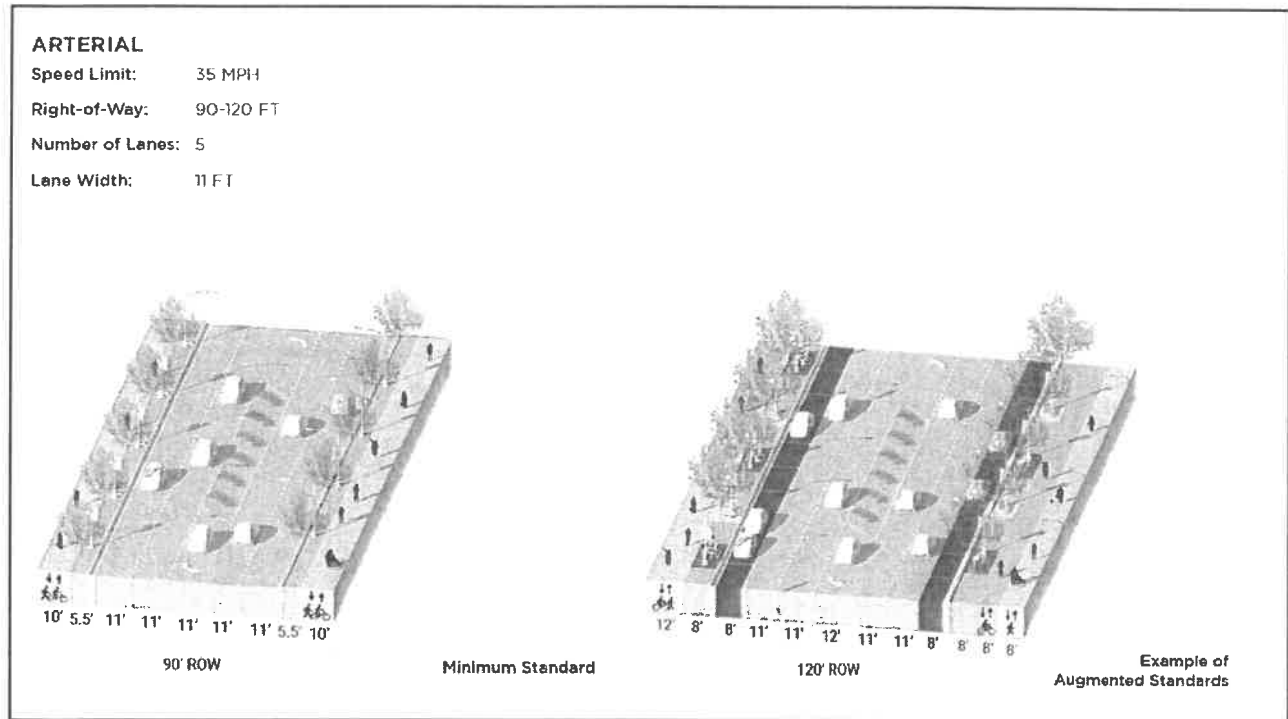 ARTERIAL
Speed Limit: 35 MPH
Right-of-Way: 90-120 FT
Number of Lanes: 5
Lane Width: 11 FT
10' 5.5' 11' 11' 11' 11' 11' 5.5' 10'
12' 8' 8' 11' 11' 12' 11' 11' 8' 8' 8' 8'
90' ROW
Minimum Standard
120' ROW
Example of
Augmented Standards